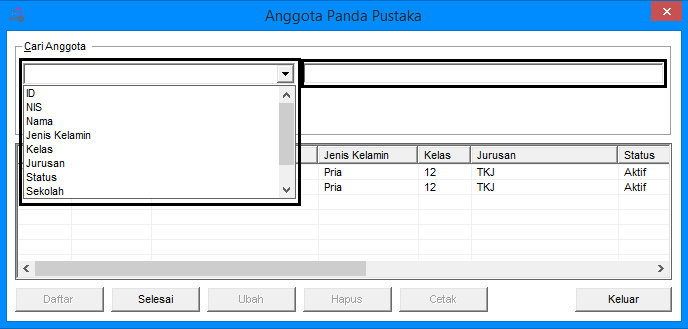 Anggota Panda Pustaka
Cari Anggota
ID
NIS
Nama
Jenis Kelamin
Kelas
Jurusan
Status
Sekolah
Jenis Kelamin Kelas Jurusan Status
Pria 12 TKJ Aktif
Pria 12 TKJ Aktif
Daftar Selesai Ubah Hapus Cetak Keluar